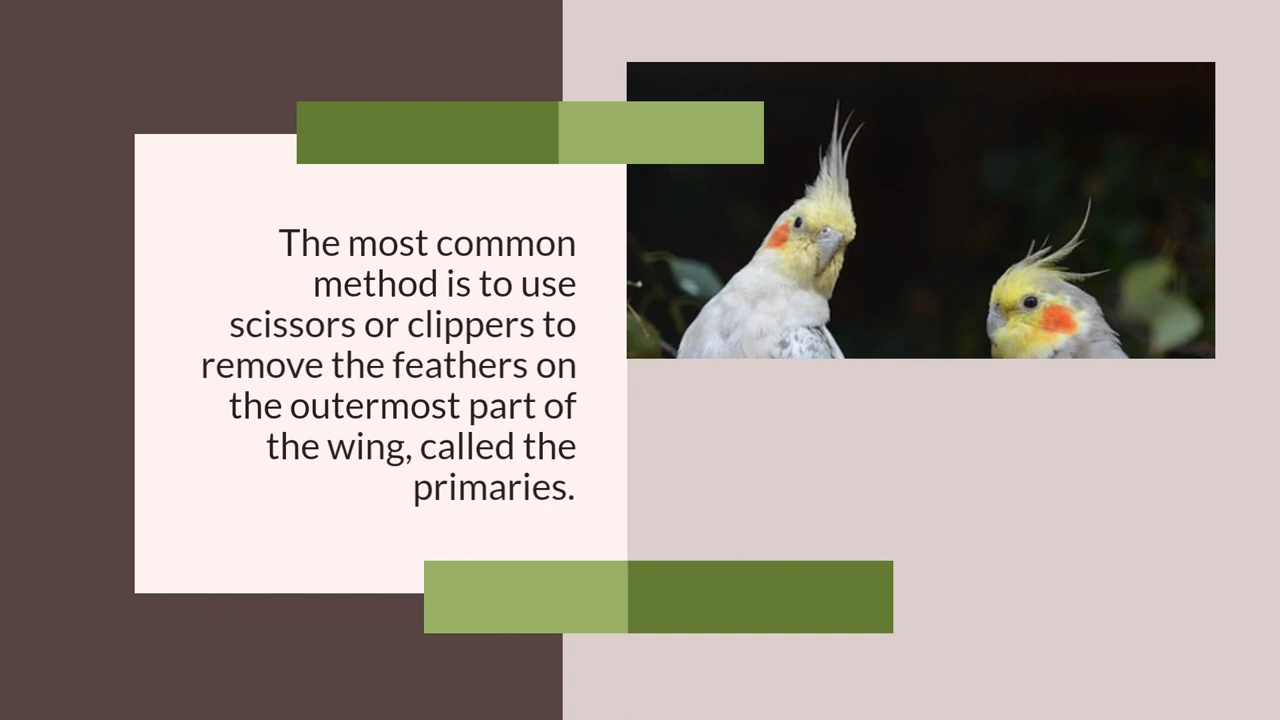 The most common
method is to use
scissors or clippers to
remove the feathers on
the outermost part of
the wing, called the
primaries.